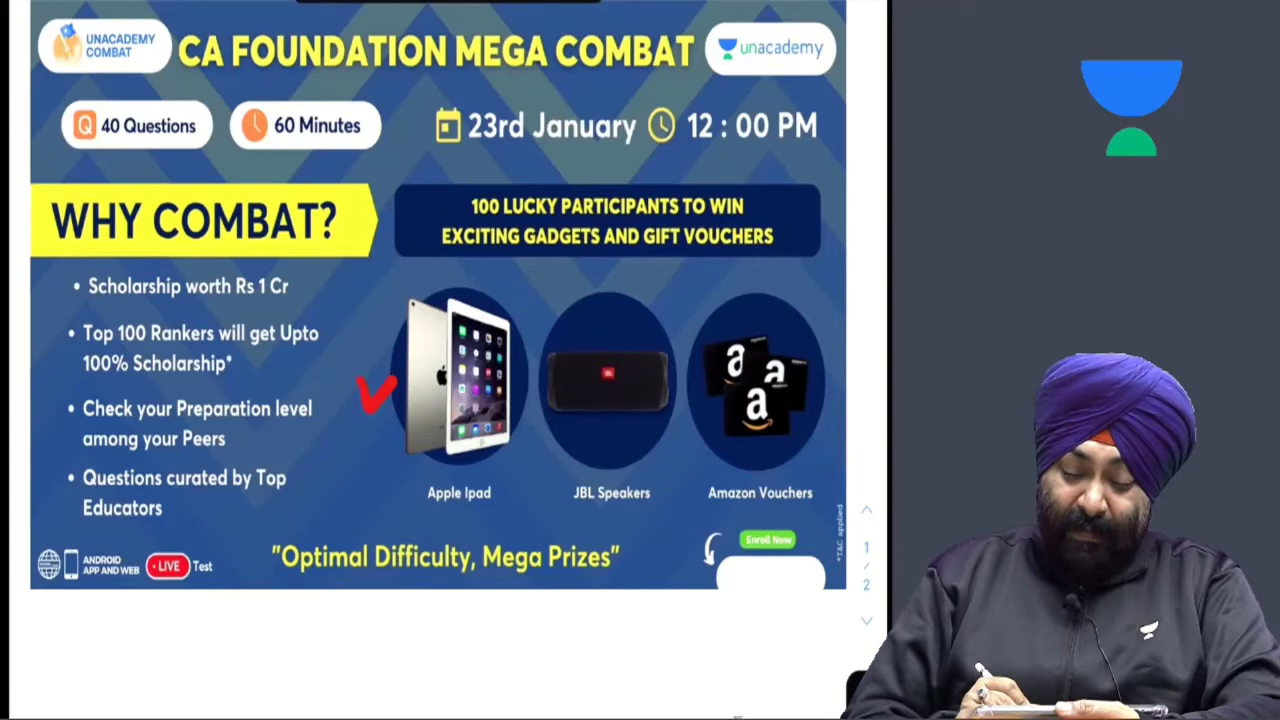 UNACADEMY
COMBAT
CA FOUNDATION MEGA COMBAT
unacademy
Q 40 Questions
60 Minutes
23rd January
12 : 00 PM
WHY COMBAT?
100 LUCKY PARTICIPANTS TO WIN
EXCITING GADGETS AND GIFT VOUCHERS
• Scholarship worth Rs 1 Cr
• Top 100 Rankers will get Upto
100% Scholarship*
• Check your Preparation level
among your Peers
• Questions curated by Top
Educators
JBL
a
a
a
Apple Ipad
JBL Speakers
Amazon Vouchers
*T&C applied
ANDROID
APP AND WEB
• LIVE Test
"Optimal Difficulty, Mega Prizes"
Enroll Now
1
/
2